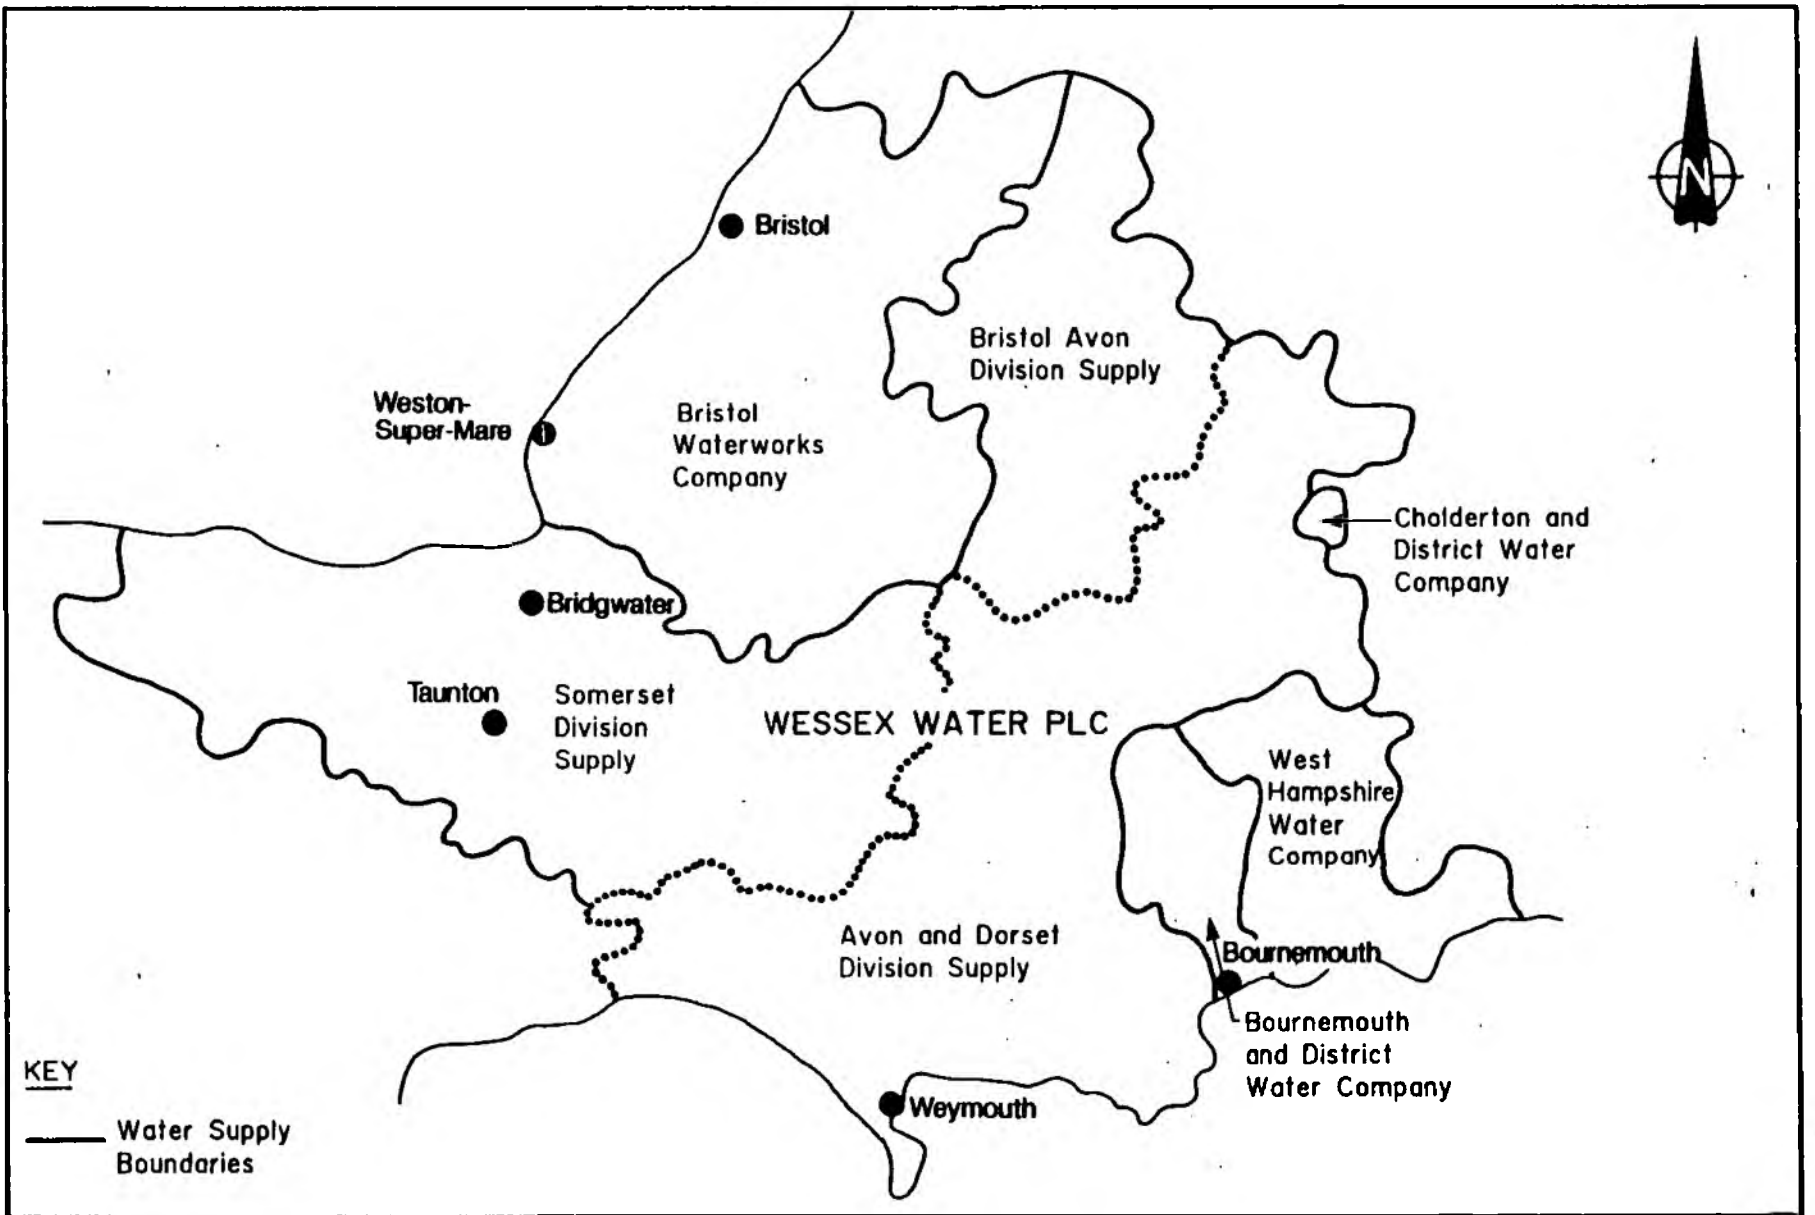 N
Bristol
Bristol Avon
Division Supply
Weston-
Super-Mare
Bristol
Waterworks
Company
Cholderton and
District Water
Company
Bridgwater
Taunton
Somerset
Division
Supply
WESSEX WATER PLC
West
Hampshire
Water
Company
Avon and Dorset
Division Supply
Bournemouth
Bournemouth
and District
Water Company
Weymouth
KEY
Water Supply
Boundaries